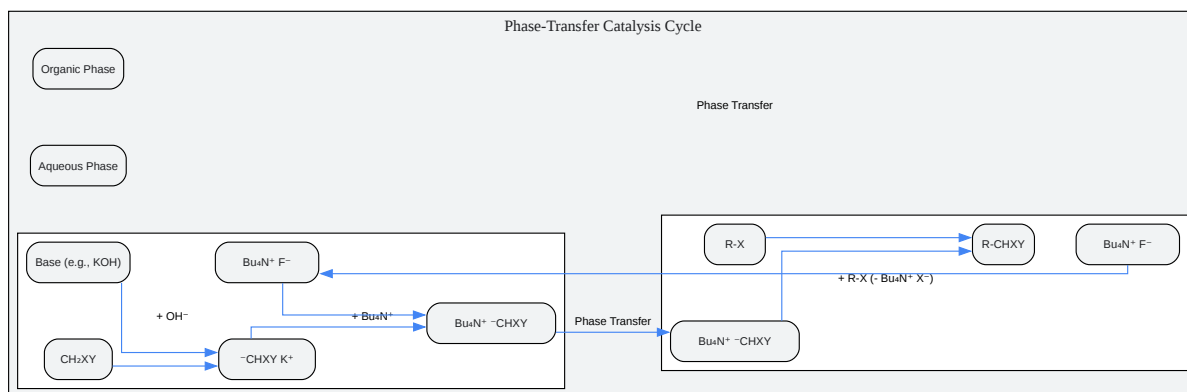 Phase-Transfer Catalysis Cycle
Organic Phase
Phase Transfer
Aqueous Phase
Base (e.g., KOH)
Bu₄N⁺ F⁻
+ OH⁻
+ Bu₄N⁺
Bu₄N⁺ ⁻CHXY
CH₂XY
⁻CHXY K⁺
Phase Transfer
R-X
R-CHXY
Bu₄N⁺ F⁻
+ R-X (- Bu₄N⁺ X⁻)
Bu₄N⁺ ⁻CHXY